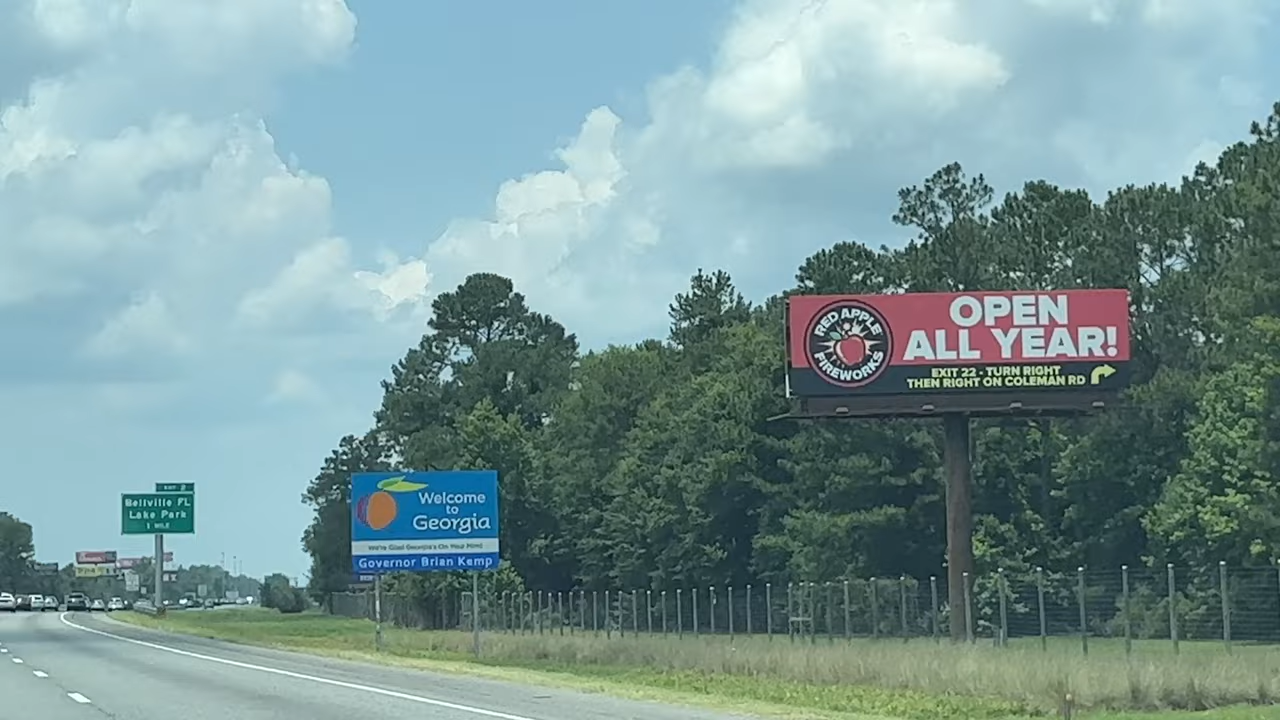 EXIT 2
Bellville FL
Lake Park
1 MILE
Welcome
to
Georgia
We're Glad Georgia's On Your Mind
Governor Brian Kemp
RED APPLE
FIREWORKS
OPEN
ALL YEAR!
EXIT 22 - TURN RIGHT
THEN RIGHT ON COLEMAN RD